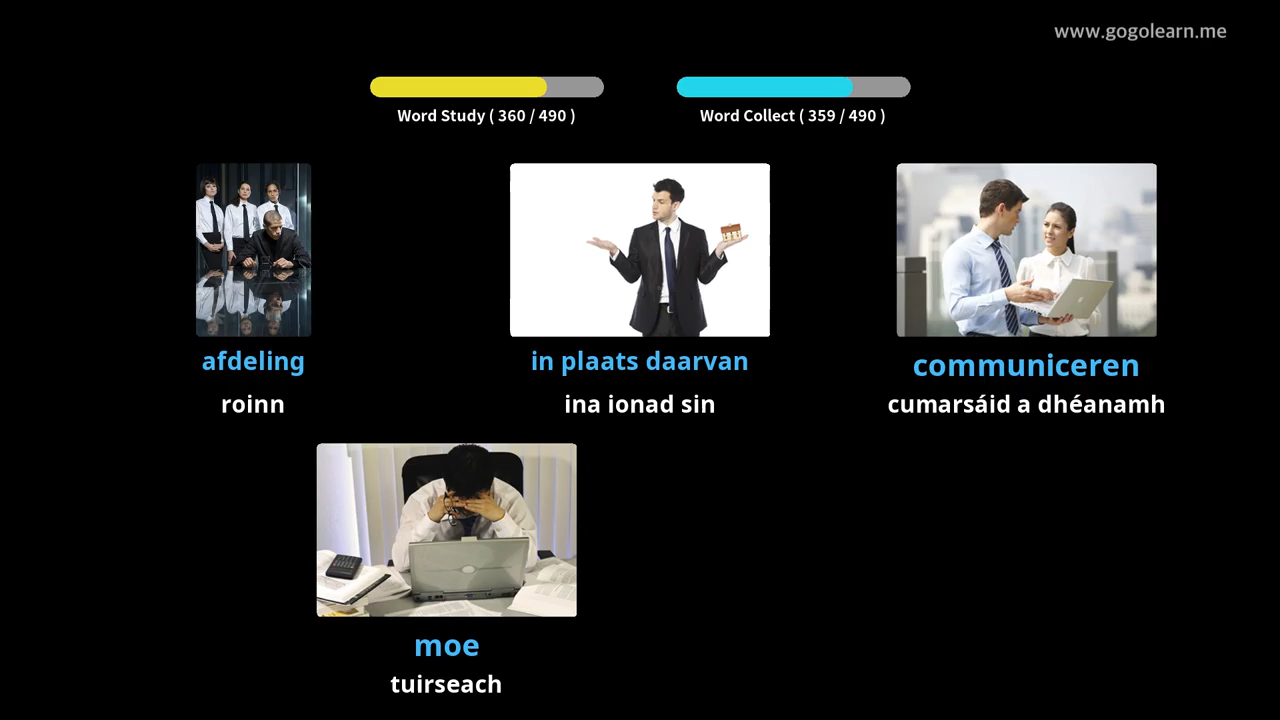 www.gogolearn.me
Word Study ( 360 / 490 )
Word Collect ( 359 / 490 )
afdeling
roinn
in plaats daarvan
ina ionad sin
communiceren
cumarsáid a dhéanamh
moe
tuirseach